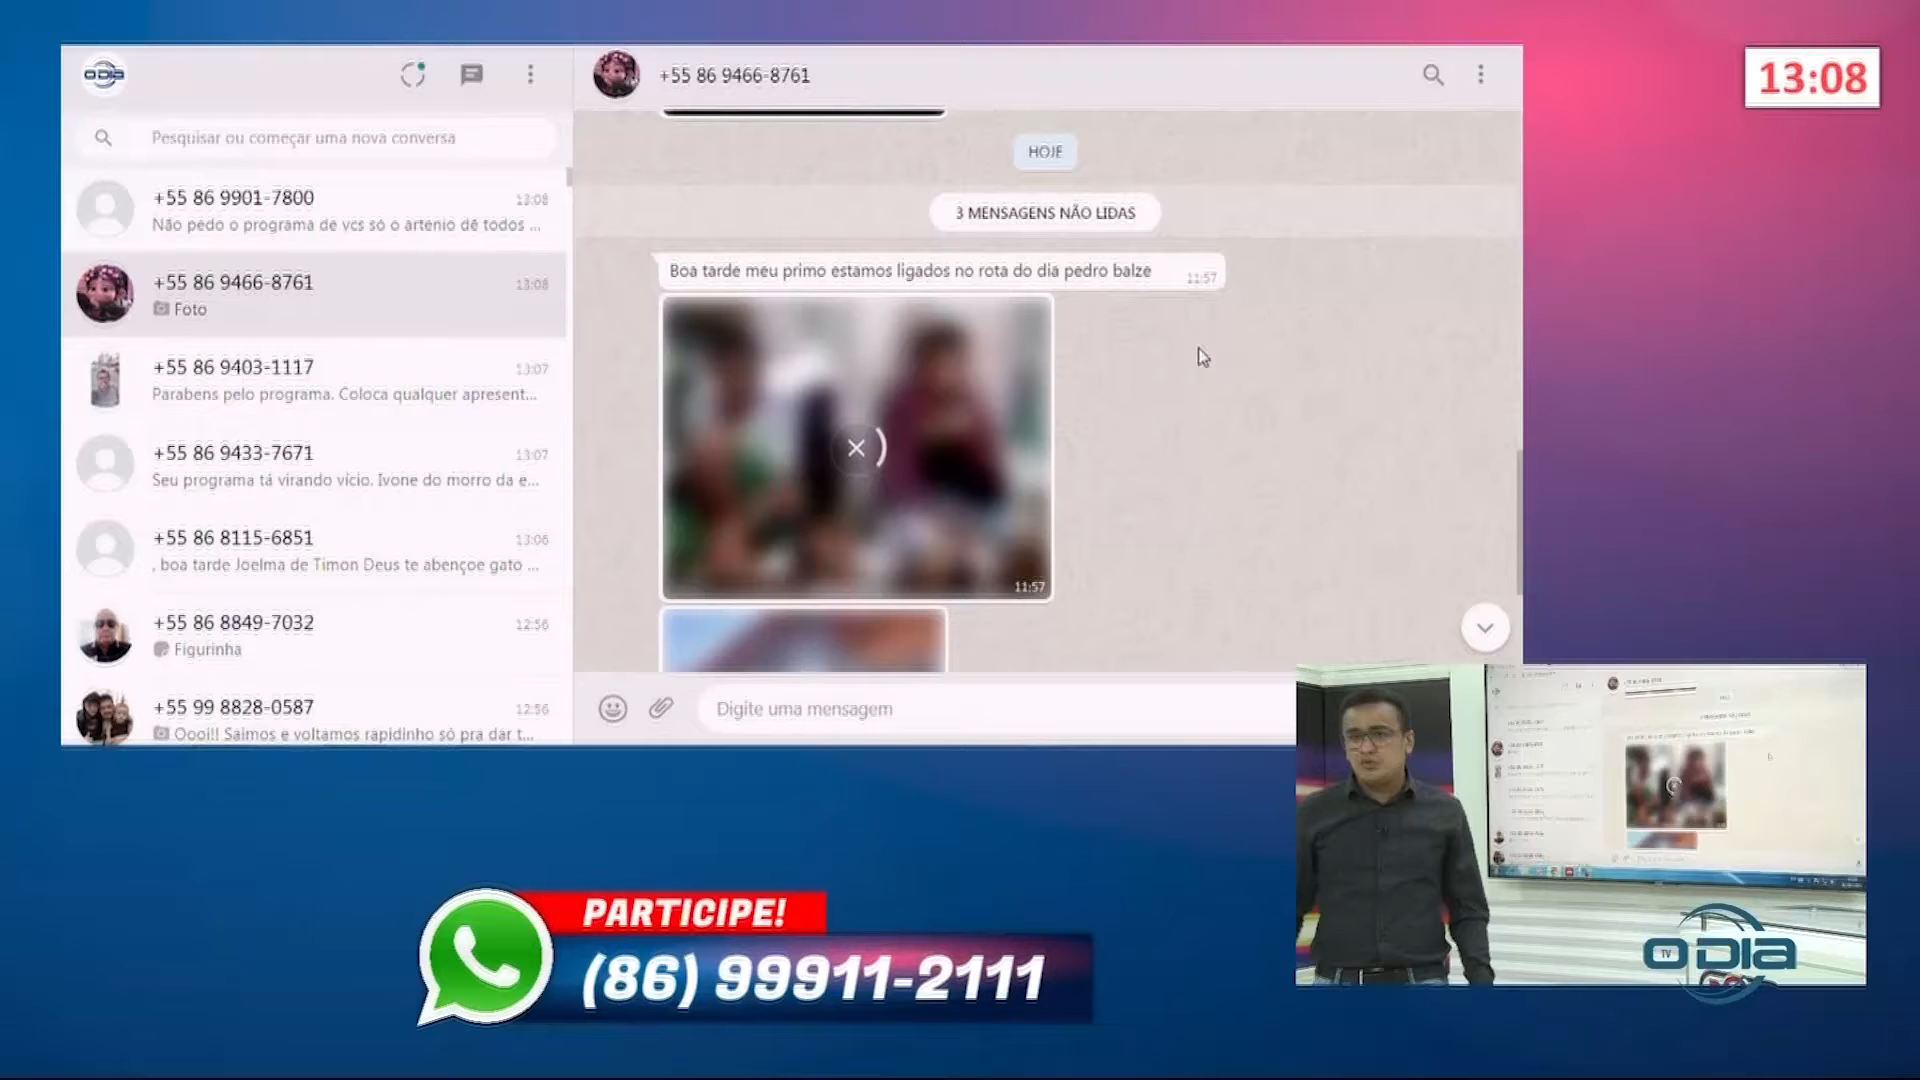 O DIA
+55 86 9466-8761
13:08
Pesquisar ou começar uma nova conversa
HOJE
3 MENSAGENS NÃO LIDAS
+55 86 9901-7800
13:08
Não pedo o programa de vcs só o artenio dê todos ...
+55 86 9466-8761
13:08
Foto
Boa tarde meu primo estamos ligados no rota do dia pedro balze
11:57
11:57
+55 86 9403-1117
13:07
Parabens pelo programa. Coloca qualquer apresent...
+55 86 9433-7671
13:07
Seu programa tá virando vício. Ivone do morro da e...
+55 86 8115-6851
13:06
, boa tarde Joelma de Timon Deus te abençoe gato ...
+55 86 8849-7032
12:56
Figurinha
+55 99 8828-0587
12:56
Oooi!! Saimos e voltamos rapidinho só pra dar t...
Digite uma mensagem
PARTICIPE!
(86) 99911-2111
TV
O DIA